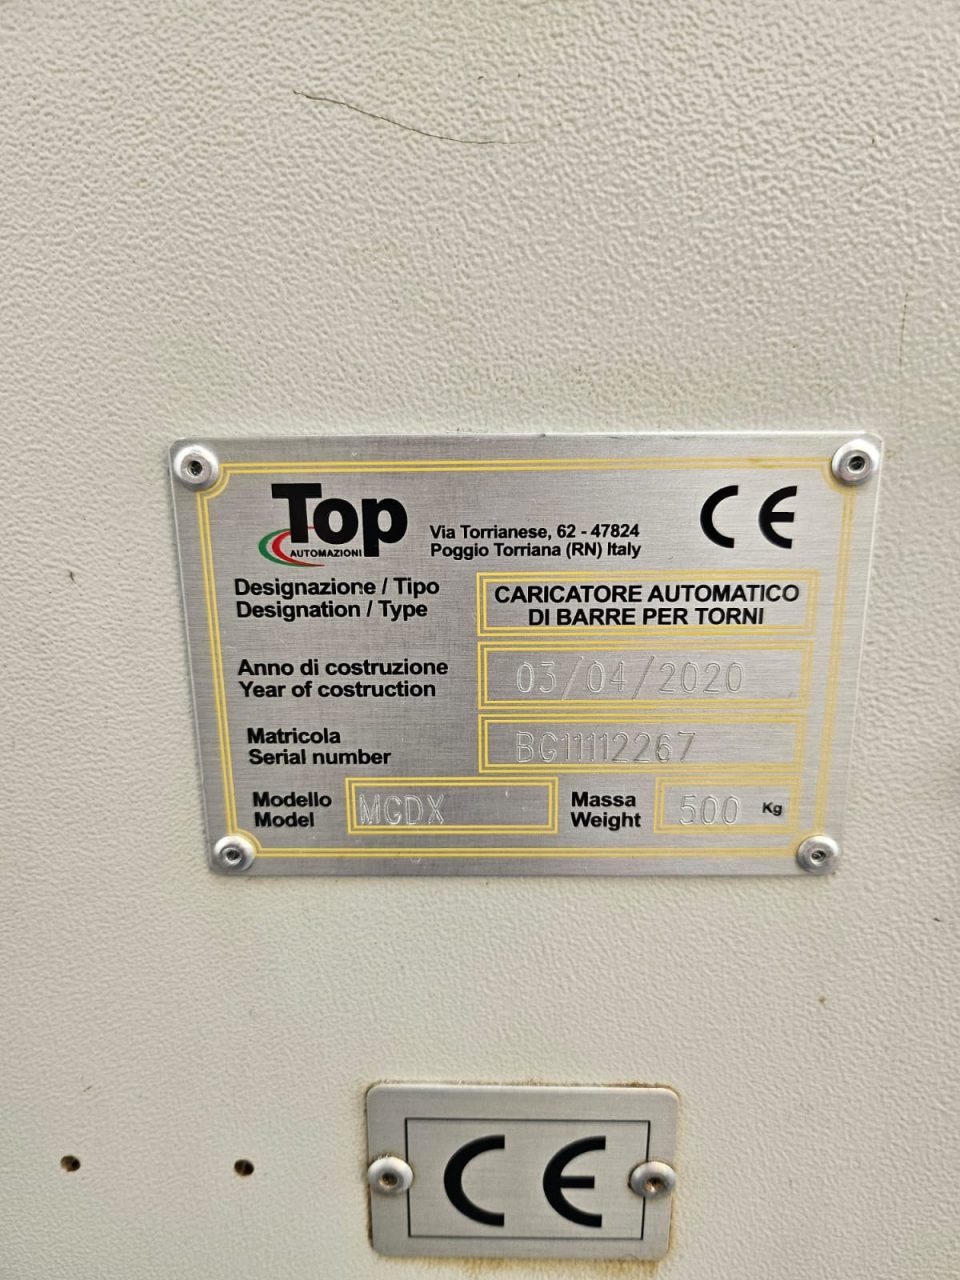 Top
AUTOMAZIONI
Via Torrianese, 62 - 47824
Poggio Torriana (RN) Italy
CE
Designazione / Tipo
Designation / Type
CARICATORE AUTOMATICO
DI BARRE PER TORNI
Anno di costruzione
Year of costruction
03/04/2020
Matricola
Serial number
BG11112267
Modello
Model
MGDX
Massa
Weight
500 Kg
CE